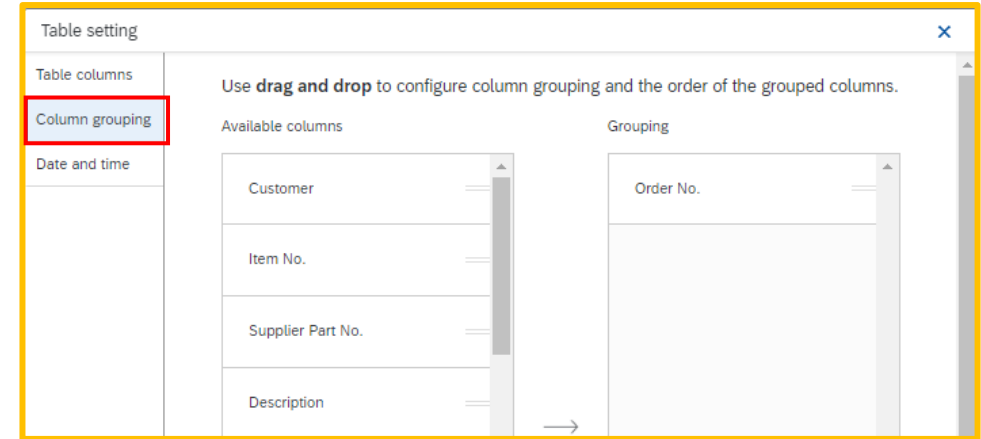 Table setting
Table columns
Column grouping
Date and time
Use drag and drop to configure column grouping and the order of the grouped columns.
Available columns
Customer
Item No.
Supplier Part No.
Description
Grouping
Order No.